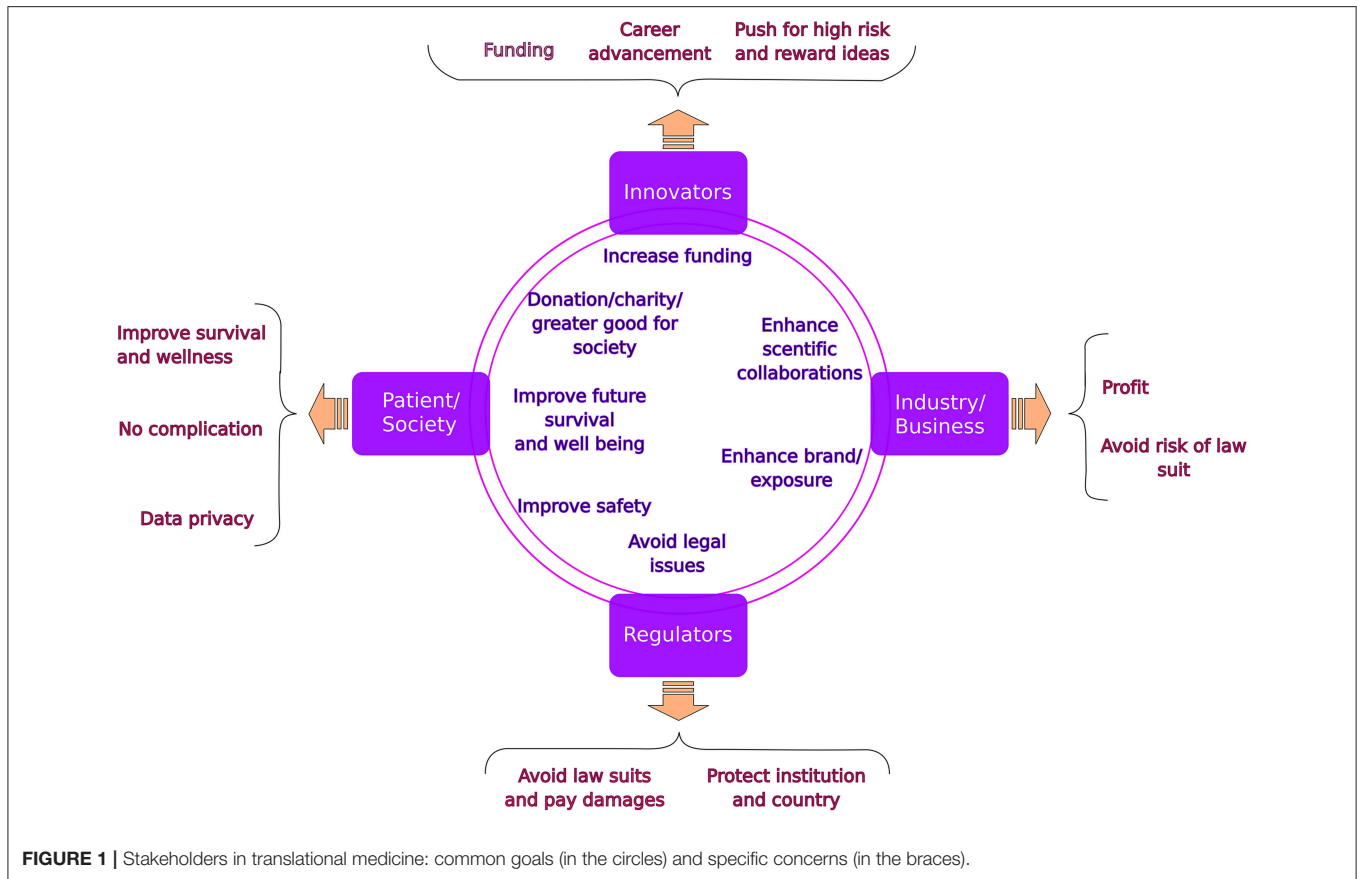 Funding
Career
advancement
Push for high risk
and reward ideas
Innovators
Increase funding
Donation/charity/
greater good for
society
Enhance
scentific
collaborations
Improve survival
and wellness
No complication
Data privacy
Patient/
Society
Improve future
survival
and well being
Industry/
Business
Profit
Avoid risk of law
suit
Enhance brand/
exposure
Improve safety
Avoid legal
issues
Regulators
Avoid law suits
and pay damages
Protect institution
and country
FIGURE 1 | Stakeholders in translational medicine: common goals (in the circles) and specific concerns (in the braces).